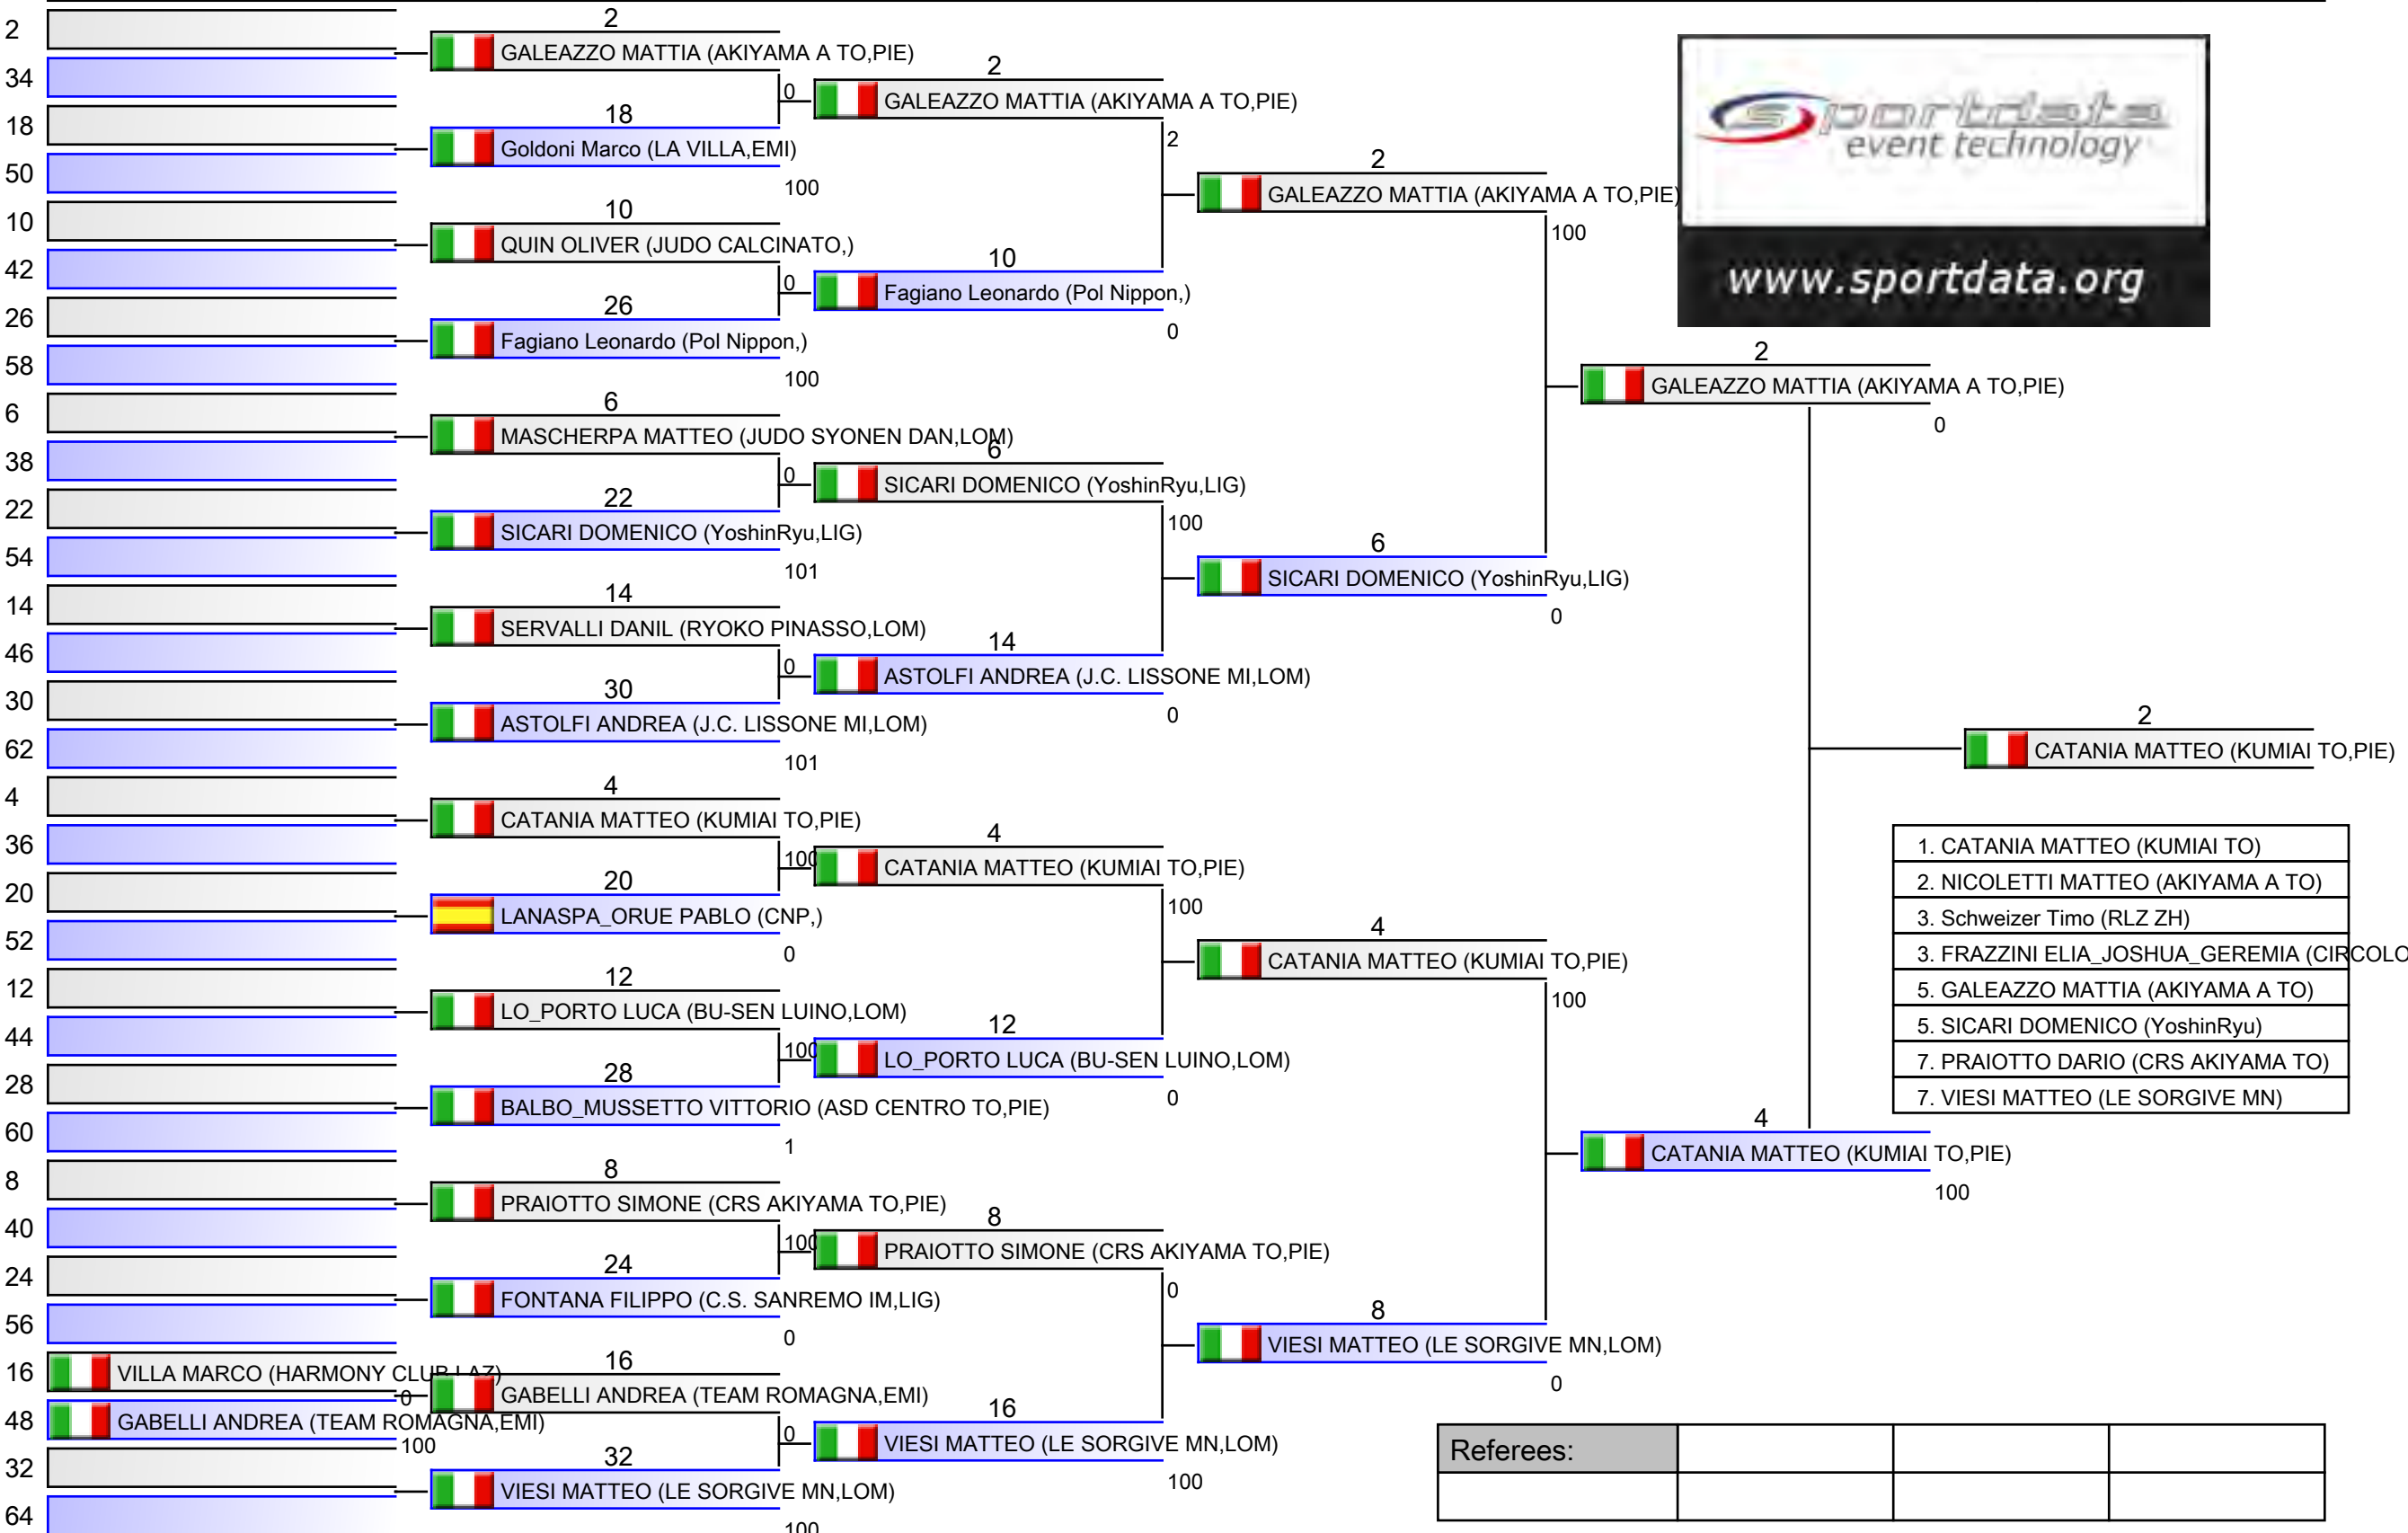 2
34
18
50
10
42
26
58
6
38
22
54
14
46
30
62
4
36
20
52
12
44
28
60
8
40
24
56
16 VILLA MARCO (HARMONY CLUB,LAZ)
0
48 GABELLI ANDREA (TEAM ROMAGNA,EMI)
100
32
64
2
GALEAZZO MATTIA (AKIYAMA A TO,PIE)
0
18
Goldoni Marco (LA VILLA,EMI)
100
10
QUIN OLIVER (JUDO CALCINATO,)
0
26
Fagiano Leonardo (Pol Nippon,)
100
6
MASCHERPA MATTEO (JUDO SYONEN DAN,LOM)
0
22
SICARI DOMENICO (YoshinRyu,LIG)
101
14
SERVALLI DANIL (RYOKO PINASSO,LOM)
0
30
ASTOLFI ANDREA (J.C. LISSONE MI,LOM)
101
4
CATANIA MATTEO (KUMIAI TO,PIE)
100
20
LANASPA_ORUE PABLO (CNP,)
0
12
LO_PORTO LUCA (BU-SEN LUINO,LOM)
100
28
BALBO_MUSSETTO VITTORIO (ASD CENTRO TO,PIE)
1
8
PRAIOTTO SIMONE (CRS AKIYAMA TO,PIE)
100
24
FONTANA FILIPPO (C.S. SANREMO IM,LIG)
0
16
GABELLI ANDREA (TEAM ROMAGNA,EMI)
0
32
VIESI MATTEO (LE SORGIVE MN,LOM)
100
2
GALEAZZO MATTIA (AKIYAMA A TO,PIE)
2
10
Fagiano Leonardo (Pol Nippon,)
0
6
SICARI DOMENICO (YoshinRyu,LIG)
100
14
ASTOLFI ANDREA (J.C. LISSONE MI,LOM)
0
4
CATANIA MATTEO (KUMIAI TO,PIE)
100
12
LO_PORTO LUCA (BU-SEN LUINO,LOM)
0
8
PRAIOTTO SIMONE (CRS AKIYAMA TO,PIE)
0
16
VIESI MATTEO (LE SORGIVE MN,LOM)
100
2
GALEAZZO MATTIA (AKIYAMA A TO,PIE)
100
6
SICARI DOMENICO (YoshinRyu,LIG)
0
4
CATANIA MATTEO (KUMIAI TO,PIE)
100
8
VIESI MATTEO (LE SORGIVE MN,LOM)
0
sportdata
event technology
www.sportdata.org
2
GALEAZZO MATTIA (AKIYAMA A TO,PIE)
0
4
CATANIA MATTEO (KUMIAI TO,PIE)
100
2
CATANIA MATTEO (KUMIAI TO,PIE)
1. CATANIA MATTEO (KUMIAI TO)
2. NICOLETTI MATTEO (AKIYAMA A TO)
3. Schweizer Timo (RLZ ZH)
3. FRAZZINI ELIA_JOSHUA_GEREMIA (CIRCOLO
5. GALEAZZO MATTIA (AKIYAMA A TO)
5. SICARI DOMENICO (YoshinRyu)
7. PRAIOTTO DARIO (CRS AKIYAMA TO)
7. VIESI MATTEO (LE SORGIVE MN)
Referees: